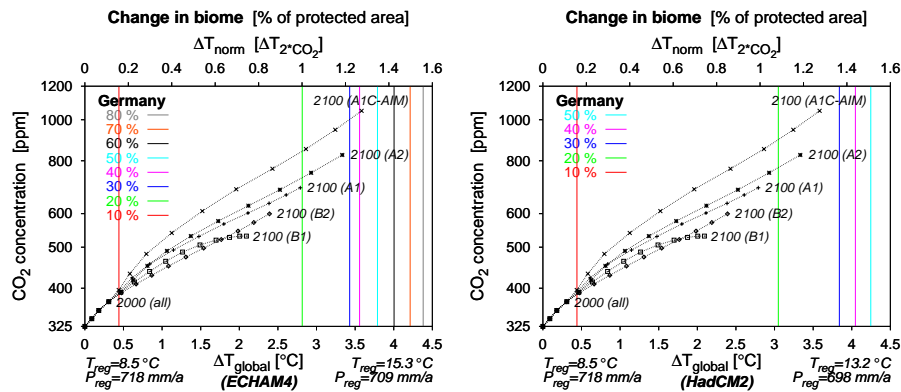 Change in biome [% of protected area]
ΔTnorm [ΔT2*CO2]
0 0.2 0.4 0.6 0.8 1.0 1.2 1.4 1.6
CO2 concentration [ppm]
1200
1000
800
600
500
400
325
Germany
80 %
70 %
60 %
50 %
40 %
30 %
20 %
10 %
2100 (A1C-AIM)
2100 (A2)
2100 (A1)
2100 (B2)
2100 (B1)
2000 (all)
0 0.5 1 1.5 2 2.5 3 3.5 4 4.5
ΔTglobal [°C]
(ECHAM4)
Treg=8.5 °C
Preg=718 mm/a
Treg=15.3 °C
Preg=709 mm/a
Change in biome [% of protected area]
ΔTnorm [ΔT2*CO2]
0 0.2 0.4 0.6 0.8 1.0 1.2 1.4 1.6
CO2 concentration [ppm]
1200
1000
800
600
500
400
325
Germany
50 %
40 %
30 %
20 %
10 %
2100 (A1C-AIM)
2100 (A2)
2100 (A1)
2100 (B2)
2100 (B1)
2000 (all)
0 0.5 1 1.5 2 2.5 3 3.5 4 4.5
ΔTglobal [°C]
(HadCM2)
Treg=8.5 °C
Preg=718 mm/a
Treg=13.2 °C
Preg=698 mm/a